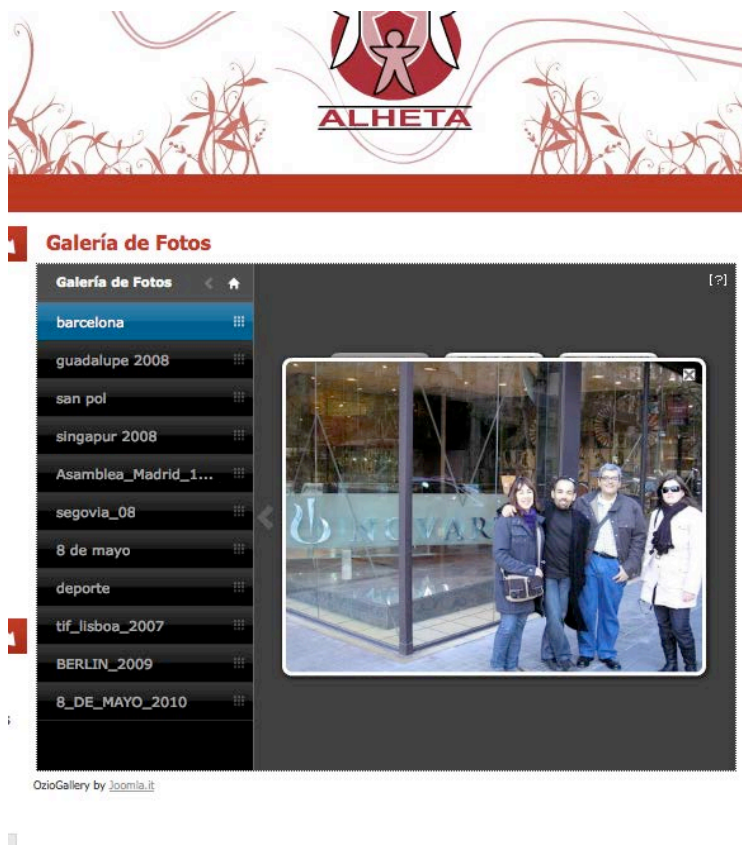 ALHETA
Galería de Fotos
Galería de Fotos
[?]
barcelona
guadalupe 2008
san pol
singapur 2008
Asamblea_Madrid_1...
segovia_08
8 de mayo
deporte
tif_lisboa_2007
BERLIN_2009
8_DE_MAYO_2010
INOVAR
OzioGallery by Joomla.it